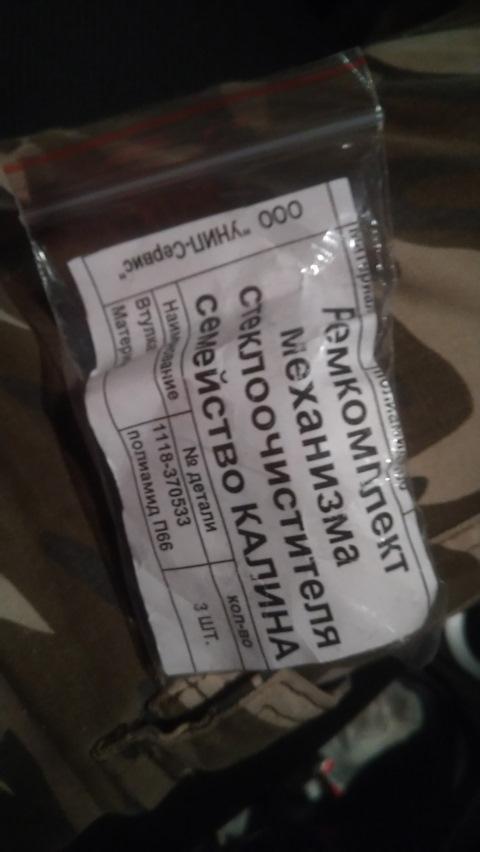 Ремкомплект
механизма
стеклоочистителя
семейство КАЛИНА
Наименование № детали кол-во
Втулка 1118-370533 3 шт.
полиамид П66
ООО "УНИП-Сервис"